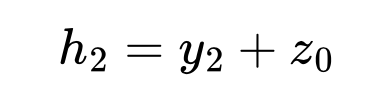 h₂ = y₂ + z₀